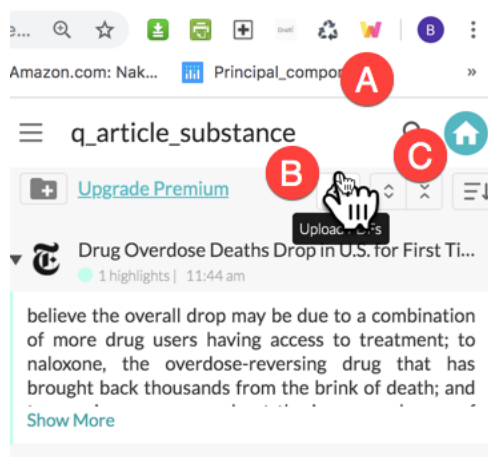 e...
B
Amazon.com: Nak... Principal_compor
A
»
q_article_substance
C
B
Upgrade Premium
Upload PDFs
Drug Overdose Deaths Drop in U.S. for First Ti...
1 highlights | 11:44 am
believe the overall drop may be due to a combination
of more drug users having access to treatment; to
naloxone, the overdose-reversing drug that has
brought back thousands from the brink of death; and
Show More